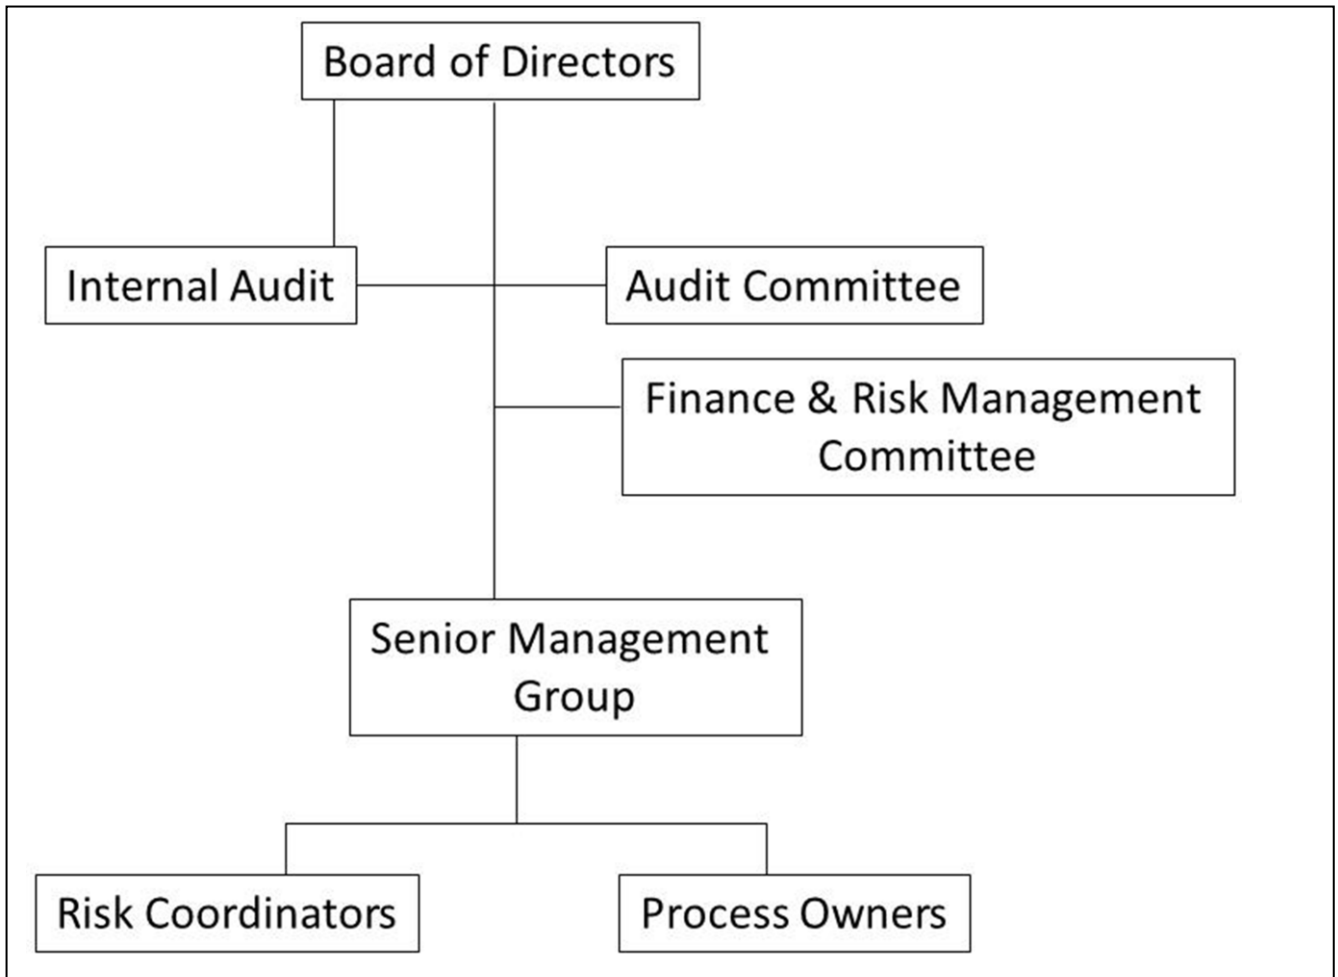 Board of Directors
Internal Audit
Audit Committee
Finance & Risk Management
Committee
Senior Management
Group
Risk Coordinators
Process Owners